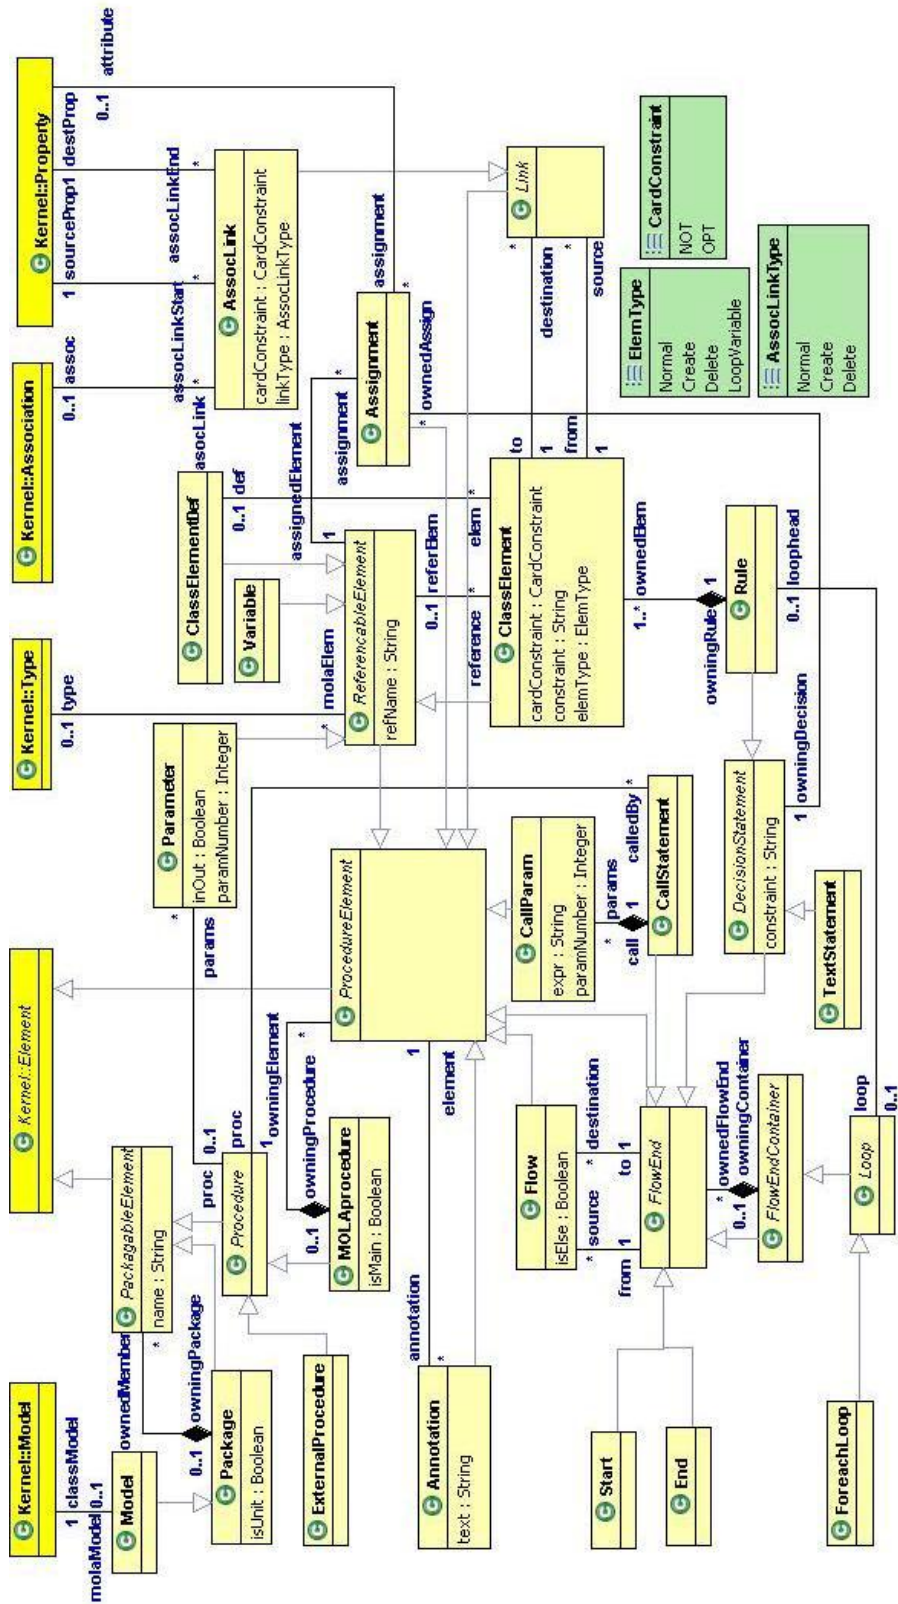 Kernel::Model
1 classModel
molaModel 0..1
Model
ownedMember
*
PackagableElement
name : String
0..1 owningPackage
Package
isUnit : Boolean
ExternalProcedure
Kernel::Element
proc
Procedure
0..1
proc
1
params
*
Parameter
inOut : Boolean
paramNumber : Integer
MOLAprocedure
isMain : Boolean
0..1 owningProcedure
owningElement
*
ProcedureElement
1
element
annotation
*
Annotation
text : String
Kernel::Type
0..1 type
* molaElem
ReferencableElement
refName : String
Variable
ClassElementDef
0..1 def
Kernel::Association
0..1 assoc
asocLink
*
Kernel::Property
1 sourceProp
1 destProp
0..1 attribute
assocLinkStart
*
assocLinkEnd
*
AssocLink
cardConstraint : CardConstraint
linkType : AssocLinkType
assignedElement
1
assignment
*
assignment
*
Assignment
* ownedAssign
0..1 referElem
reference
*
elem
*
ClassElement
cardConstraint : CardConstraint
constraint : String
elemType : ElemType
to
1
from
1
destination
*
source
*
Link
1..* ownedElem
owningRule 1
Rule
0..1 loophead
CallParam
expr : String
paramNumber : Integer
* params
call 1
calledBy
*
CallStatement
DecisionStatement
constraint : String
1 owningDecision
TextStatement
Flow
isElse : Boolean
* source
* destination
from 1
to 1
FlowEnd
* ownedFlowEnd
0..1 owningContainer
FlowEndContainer
Start
End
loop
0..1
Loop
ForeachLoop
ElemType
Normal
Create
Delete
LoopVariable
CardConstraint
NOT
OPT
AssocLinkType
Normal
Create
Delete